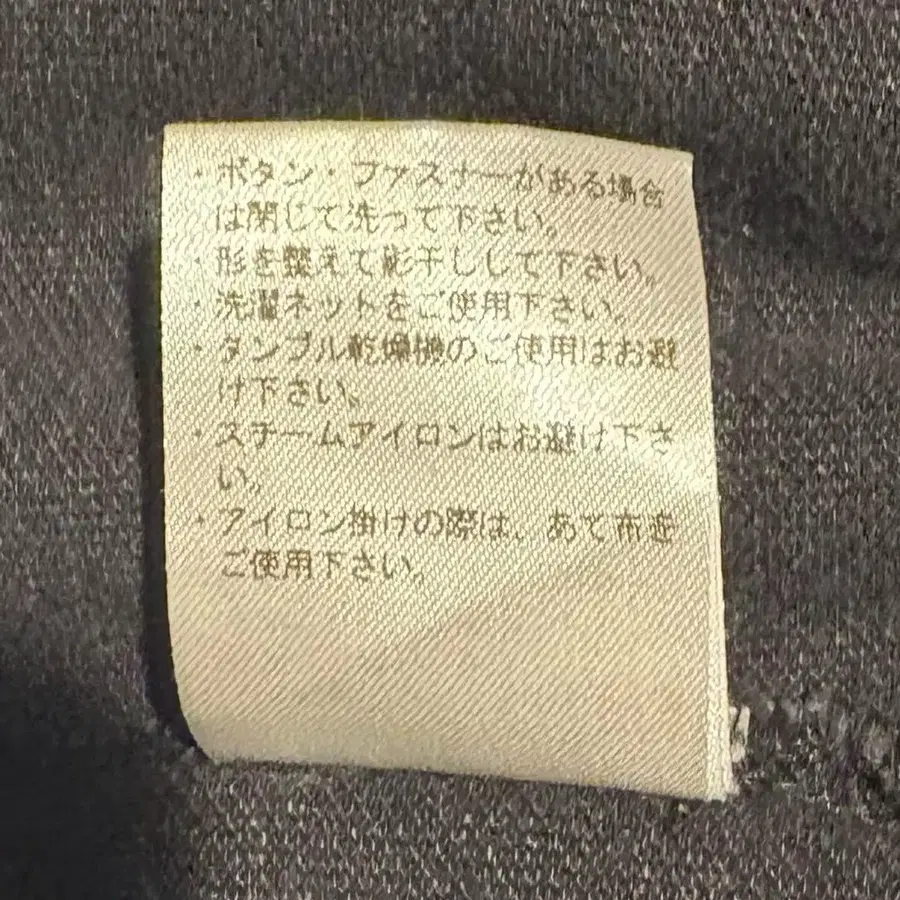 ・ボタン・ファスナーがある場合
は閉じて洗って下さい。
・形を整えて影干しして下さい。
・洗濯ネットをご使用下さい。
・タンブル乾燥機のご使用はお避
け下さい。
・スチームアイロンはお避け下さ
い。
・アイロン掛けの際は、あて布を
ご使用下さい。